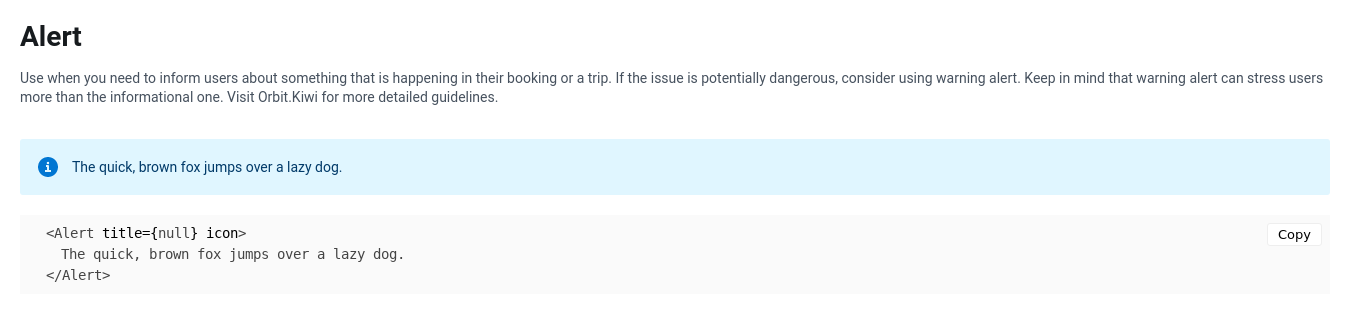 Alert
Use when you need to inform users about something that is happening in their booking or a trip. If the issue is potentially dangerous, consider using warning alert. Keep in mind that warning alert can stress users
more than the informational one. Visit Orbit.Kiwi for more detailed guidelines.
The quick, brown fox jumps over a lazy dog.
<Alert title={null} icon>
  The quick, brown fox jumps over a lazy dog.
</Alert>
Copy